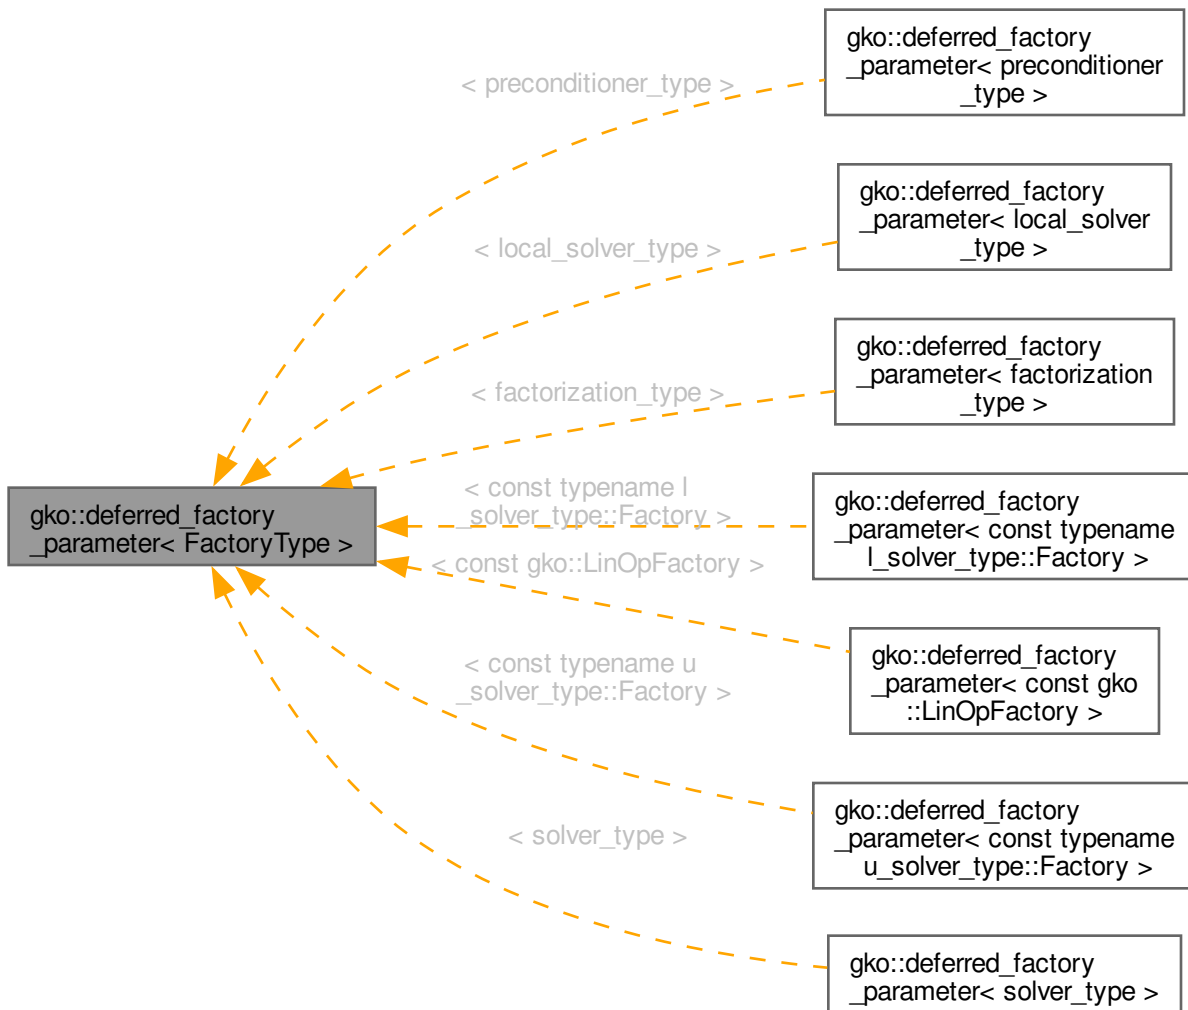 gko::deferred_factory
_parameter< preconditioner
_type >
< preconditioner_type >
gko::deferred_factory
_parameter< local_solver
_type >
< local_solver_type >
gko::deferred_factory
_parameter< factorization
_type >
< factorization_type >
gko::deferred_factory
_parameter< FactoryType >
< const typename l
_solver_type::Factory >
gko::deferred_factory
_parameter< const typename
l_solver_type::Factory >
< const gko::LinOpFactory >
gko::deferred_factory
_parameter< const gko
::LinOpFactory >
< const typename u
_solver_type::Factory >
gko::deferred_factory
_parameter< const typename
u_solver_type::Factory >
< solver_type >
gko::deferred_factory
_parameter< solver_type >